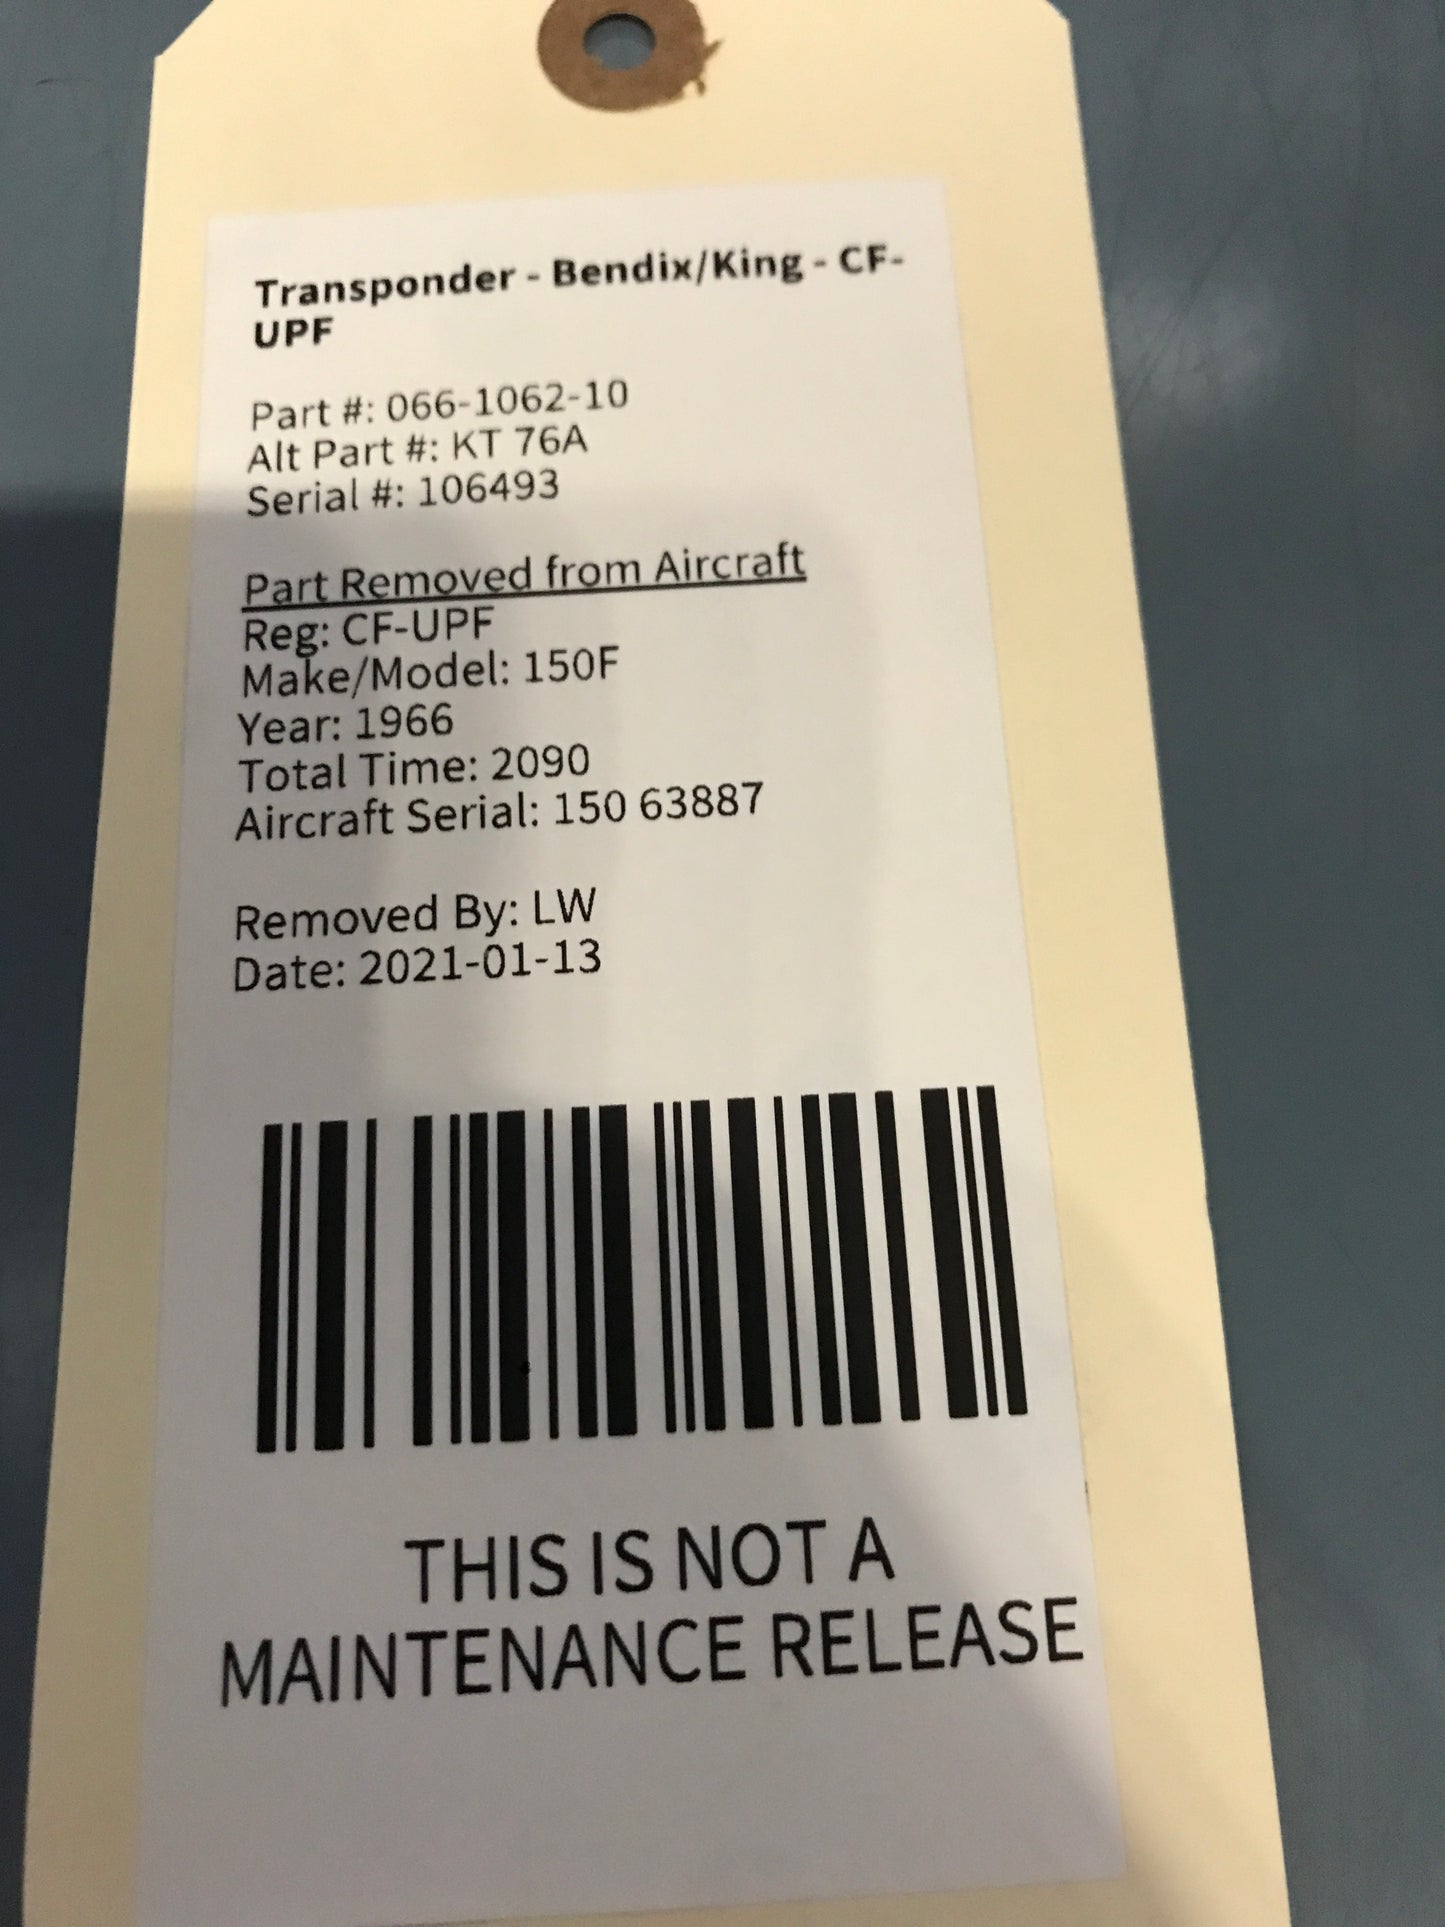 Transponder - Bendix/King - CF-
UPF
Part #: 066-1062-10
Alt Part #: KT 76A
Serial #: 106493
Part Removed from Aircraft
Reg: CF-UPF
Make/Model: 150F
Year: 1966
Total Time: 2090
Aircraft Serial: 150 63887
Removed By: LW
Date: 2021-01-13
THIS IS NOT A
MAINTENANCE RELEASE